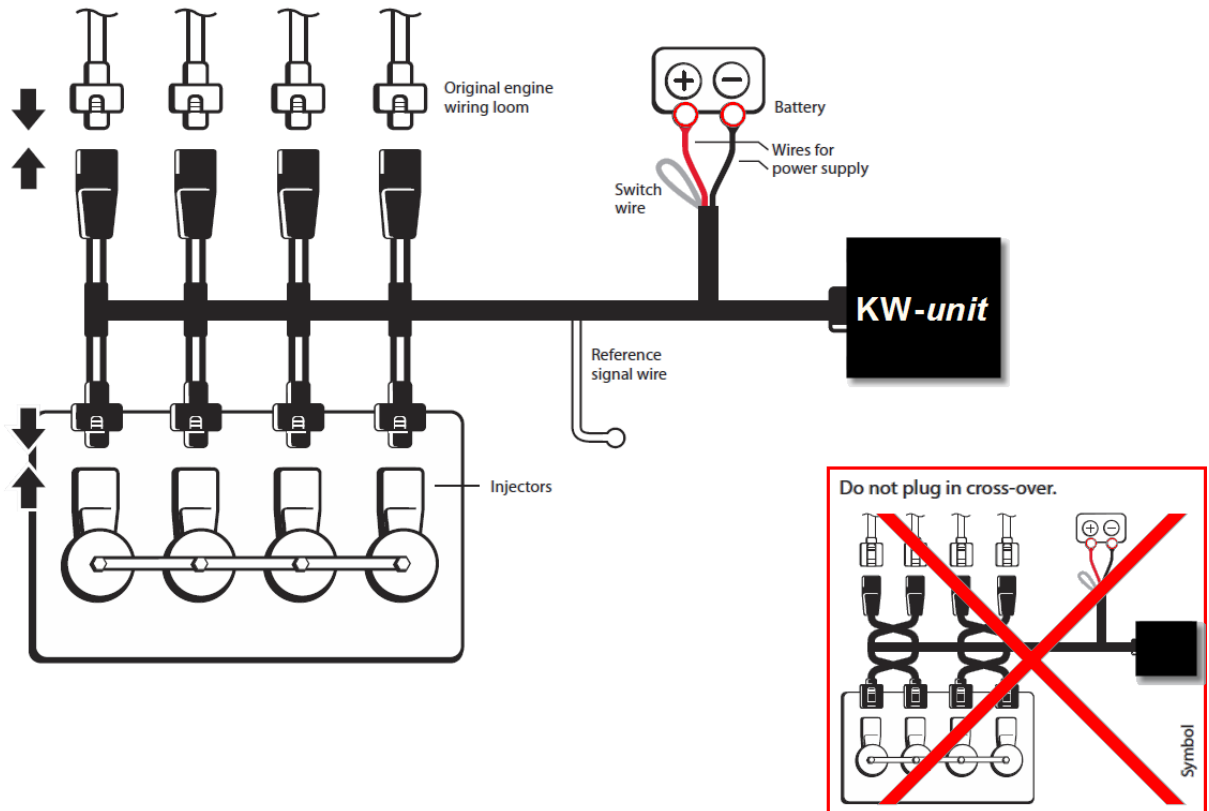 Original engine
wiring loom
+ −
Battery
Wires for
power supply
Switch
wire
KW-unit
Reference
signal wire
Injectors
Do not plug in cross-over.
+ −
Symbol